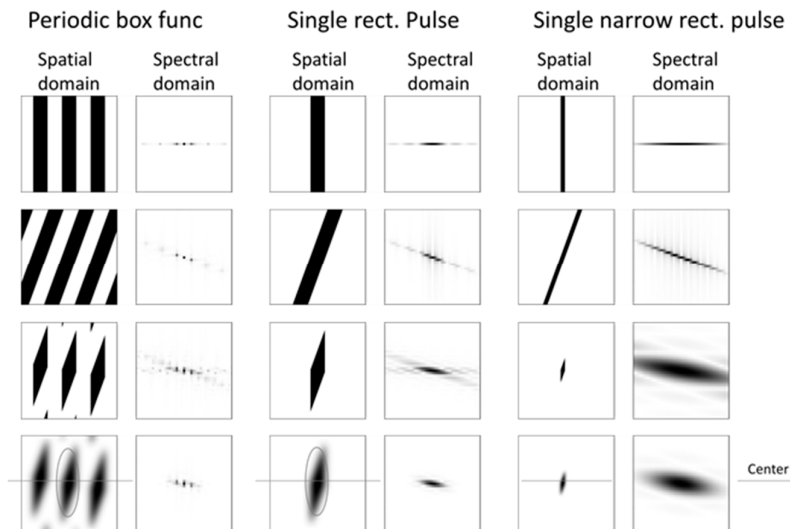 Periodic box func Single rect. Pulse Single narrow rect. pulse
Spatial domain Spectral domain Spatial domain Spectral domain Spatial domain Spectral domain
Center